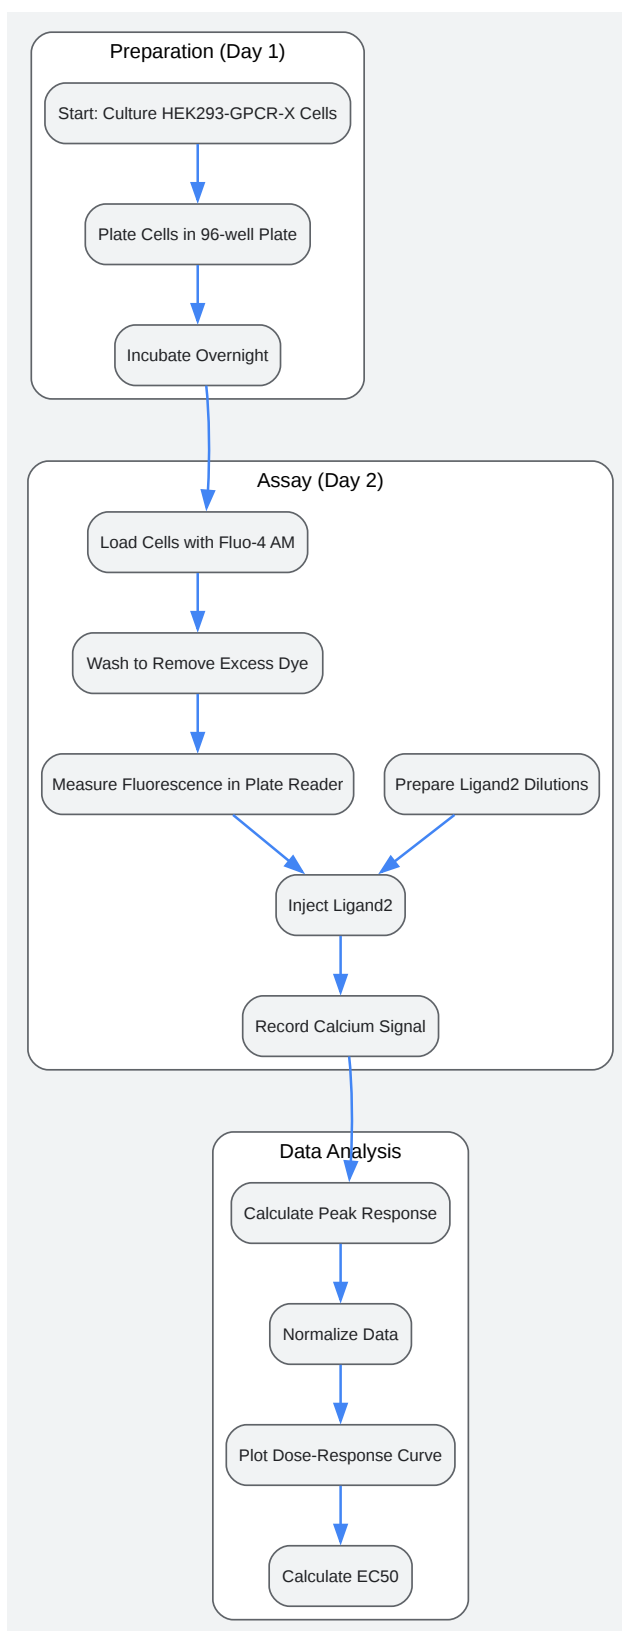 Preparation (Day 1)
Start: Culture HEK293-GPCR-X Cells
Plate Cells in 96-well Plate
Incubate Overnight
Assay (Day 2)
Load Cells with Fluo-4 AM
Wash to Remove Excess Dye
Measure Fluorescence in Plate Reader
Prepare Ligand2 Dilutions
Inject Ligand2
Record Calcium Signal
Data Analysis
Calculate Peak Response
Normalize Data
Plot Dose-Response Curve
Calculate EC50